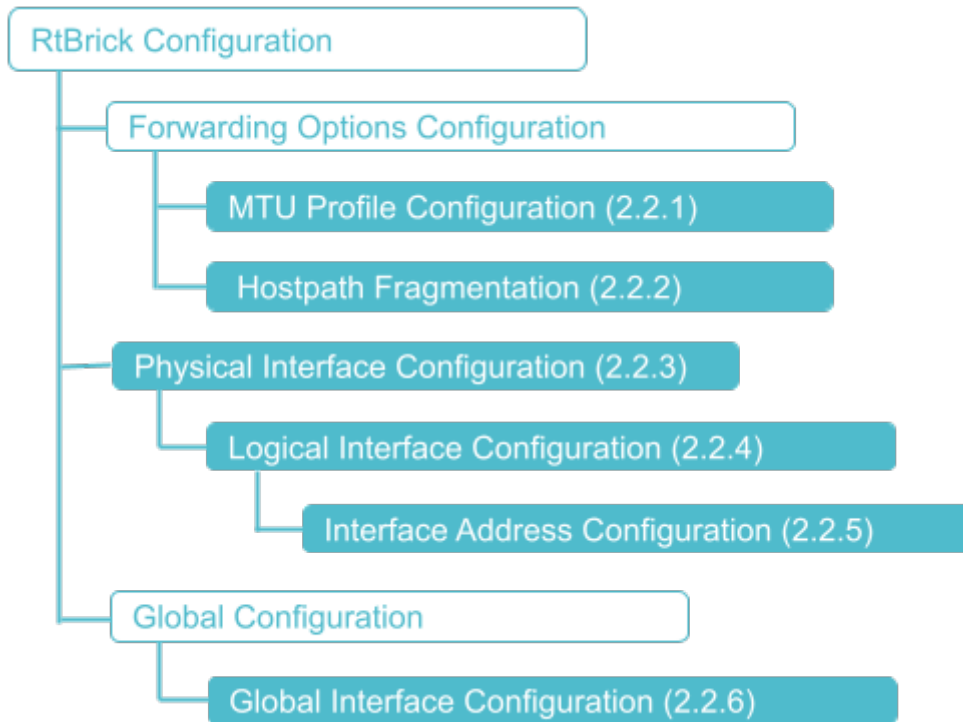 RtBrick Configuration
Forwarding Options Configuration
MTU Profile Configuration (2.2.1)
Hostpath Fragmentation (2.2.2)
Physical Interface Configuration (2.2.3)
Logical Interface Configuration (2.2.4)
Interface Address Configuration (2.2.5)
Global Configuration
Global Interface Configuration (2.2.6)